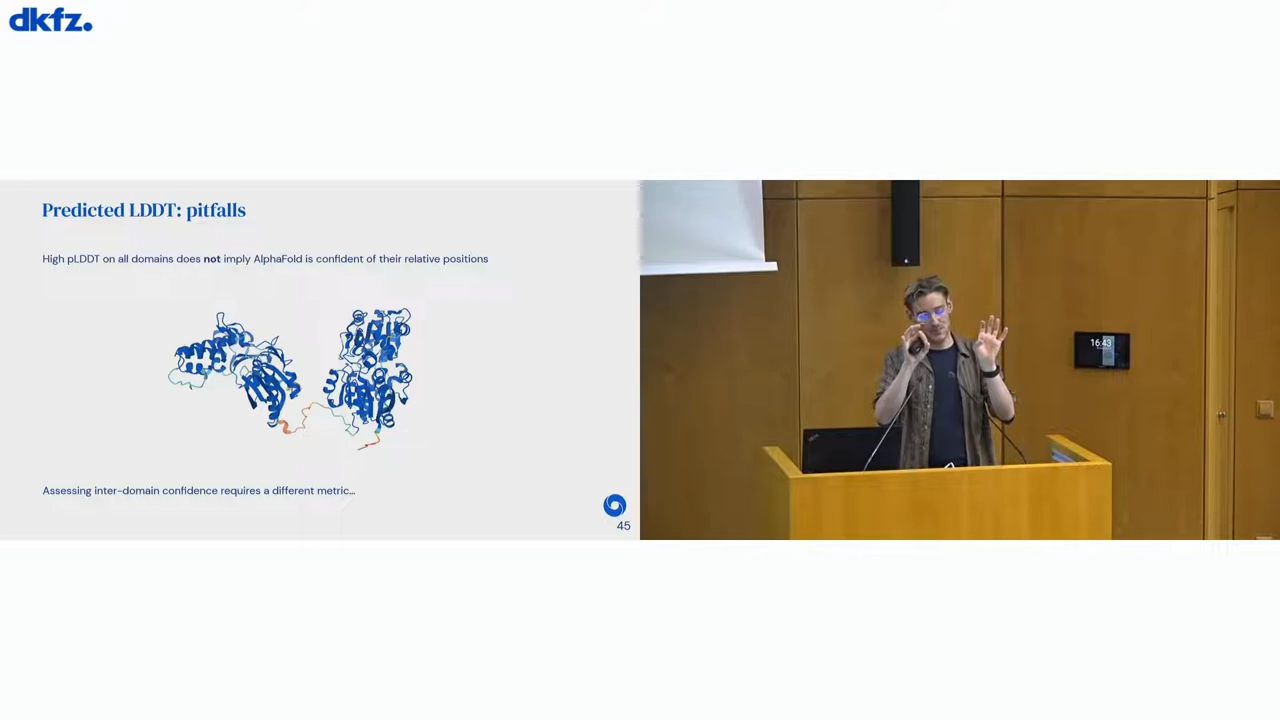 dkfz.
Predicted LDDT: pitfalls
High pLDDT on all domains does not imply AlphaFold is confident of their relative positions
Assessing inter-domain confidence requires a different metric...
45
16:43